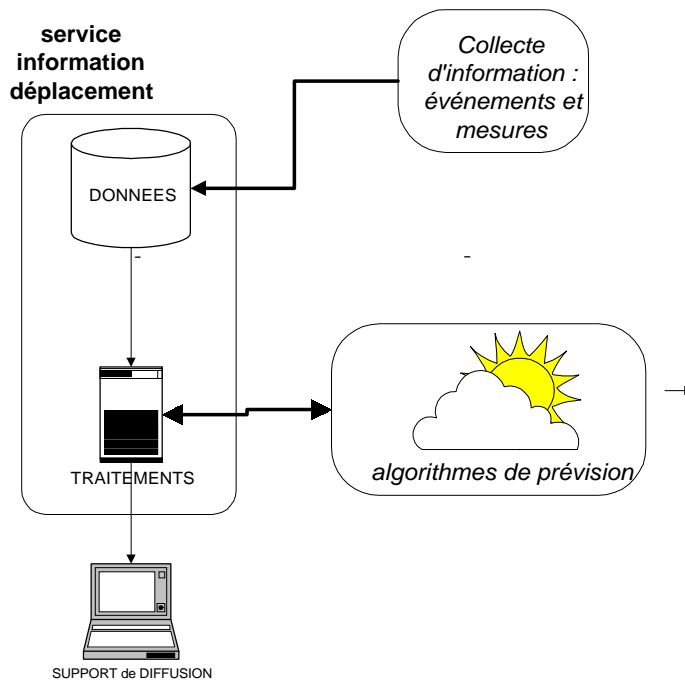 service
information
déplacement
Collecte
d'information :
événements et
mesures
DONNEES
-
-
TRAITEMENTS
algorithmes de prévision
SUPPORT de DIFFUSION